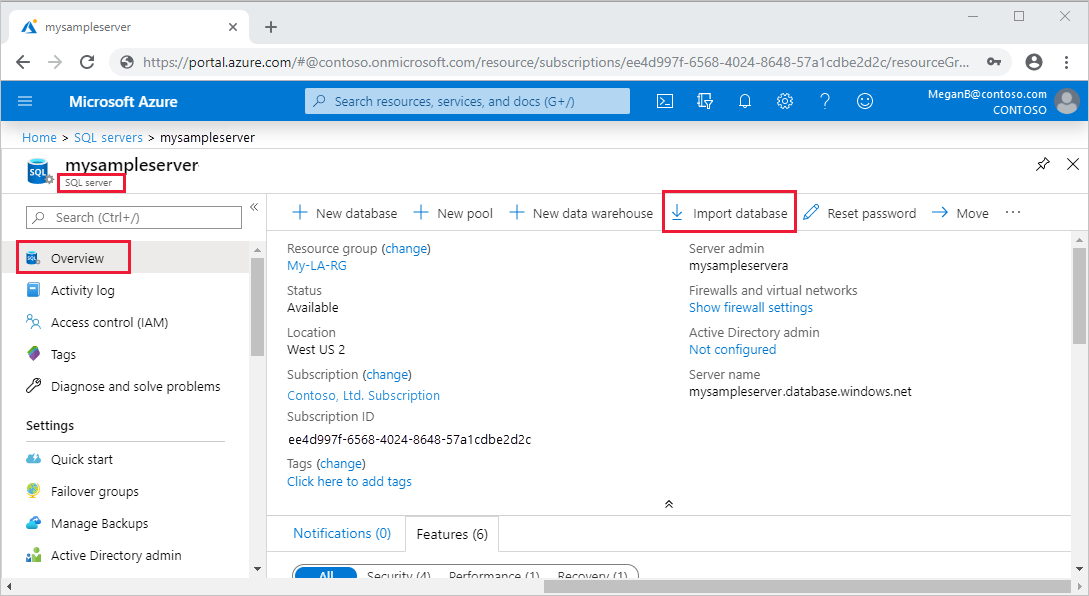 mysampleserver
https://portal.azure.com/#@contoso.onmicrosoft.com/resource/subscriptions/ee4d997f-6568-4024-8648-57a1cdbe2d2c/resourceGr...
Microsoft Azure
Search resources, services, and docs (G+/)
MeganB@contoso.com
CONTOSO
Home > SQL servers > mysampleserver
SQL
mysampleserver
SQL server
Search (Ctrl+/)
«
Overview
Activity log
Access control (IAM)
Tags
Diagnose and solve problems
Settings
Quick start
Failover groups
Manage Backups
Active Directory admin
New database New pool New data warehouse Import database Reset password Move ...
Resource group (change)
My-LA-RG
Status
Available
Location
West US 2
Subscription (change)
Contoso, Ltd. Subscription
Subscription ID
ee4d997f-6568-4024-8648-57a1cdbe2d2c
Tags (change)
Click here to add tags
Server admin
mysampleservera
Firewalls and virtual networks
Show firewall settings
Active Directory admin
Not configured
Server name
mysampleserver.database.windows.net
Notifications (0) Features (6)
All Security (4) Performance (1) Recovery (1)